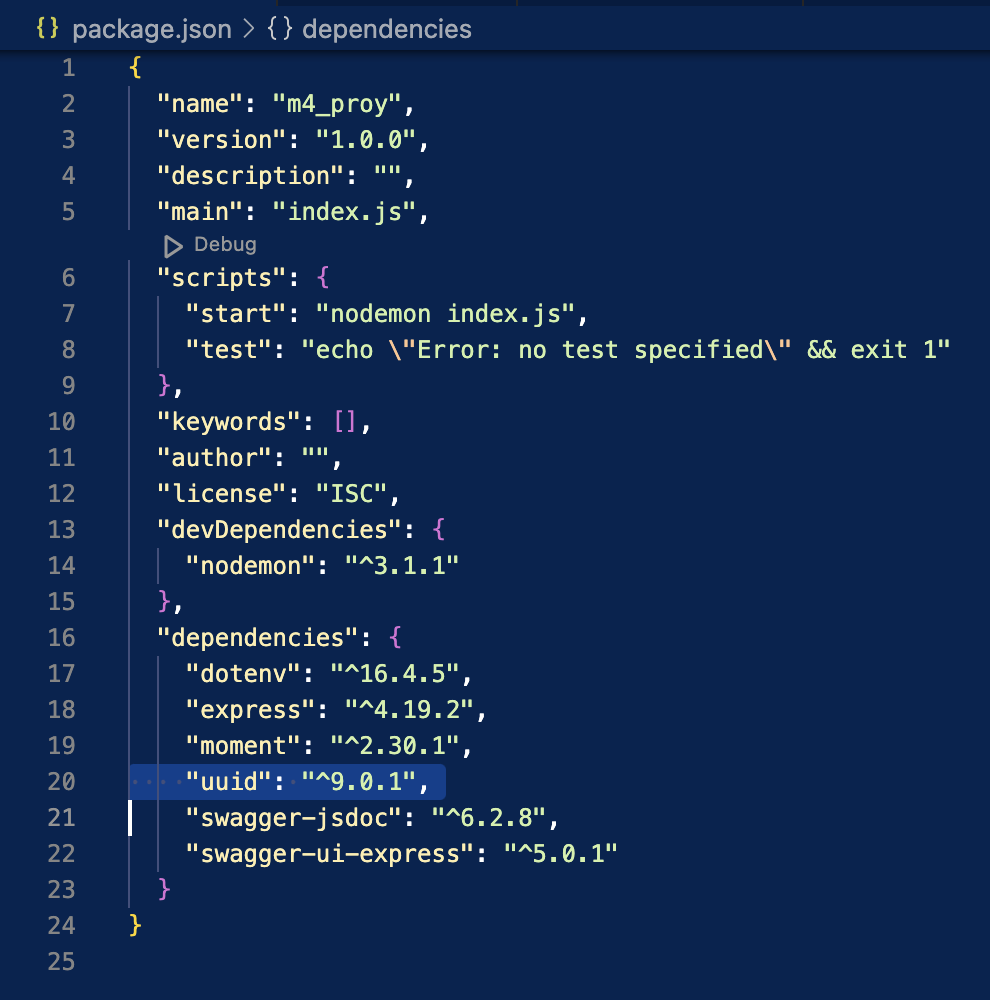 {} package.json > {} dependencies
1 {
2 "name": "m4_proy",
3 "version": "1.0.0",
4 "description": "",
5 "main": "index.js",
Debug
6 "scripts": {
7 "start": "nodemon index.js",
8 "test": "echo \"Error: no test specified\" && exit 1"
9 },
10 "keywords": [],
11 "author": "",
12 "license": "ISC",
13 "devDependencies": {
14 "nodemon": "^3.1.1"
15 },
16 "dependencies": {
17 "dotenv": "^16.4.5",
18 "express": "^4.19.2",
19 "moment": "^2.30.1",
20 "uuid": "^9.0.1",
21 "swagger-jsdoc": "^6.2.8",
22 "swagger-ui-express": "^5.0.1"
23 }
24 }
25